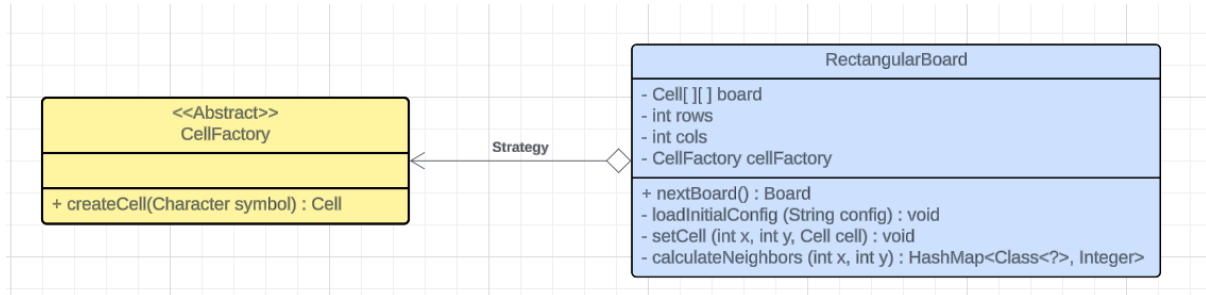 <<Abstract>>
CellFactory
+ createCell(Character symbol) : Cell
Strategy
RectangularBoard
- Cell[ ][ ] board
- int rows
- int cols
- CellFactory cellFactory
+ nextBoard() : Board
- loadInitialConfig (String config) : void
- setCell (int x, int y, Cell cell) : void
- calculateNeighbors (int x, int y) : HashMap<Class<?>, Integer>